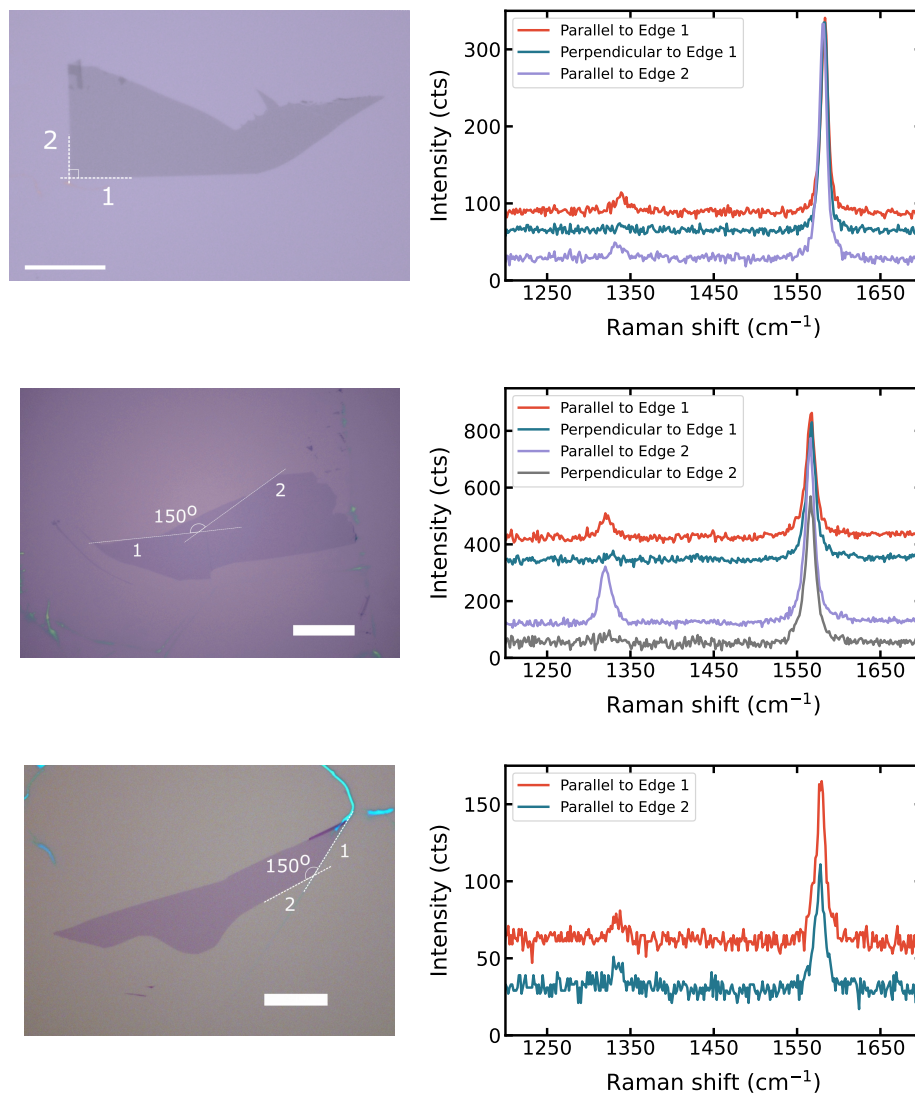 2
1
Intensity (cts)
300
200
100
0
Parallel to Edge 1
Perpendicular to Edge 1
Parallel to Edge 2
1250 1350 1450 1550 1650
Raman shift (cm⁻¹)
150o
2
1
Intensity (cts)
800
600
400
200
0
Parallel to Edge 1
Perpendicular to Edge 1
Parallel to Edge 2
Perpendicular to Edge 2
1250 1350 1450 1550 1650
Raman shift (cm⁻¹)
150o
1
2
Intensity (cts)
150
100
50
0
Parallel to Edge 1
Parallel to Edge 2
1250 1350 1450 1550 1650
Raman shift (cm⁻¹)